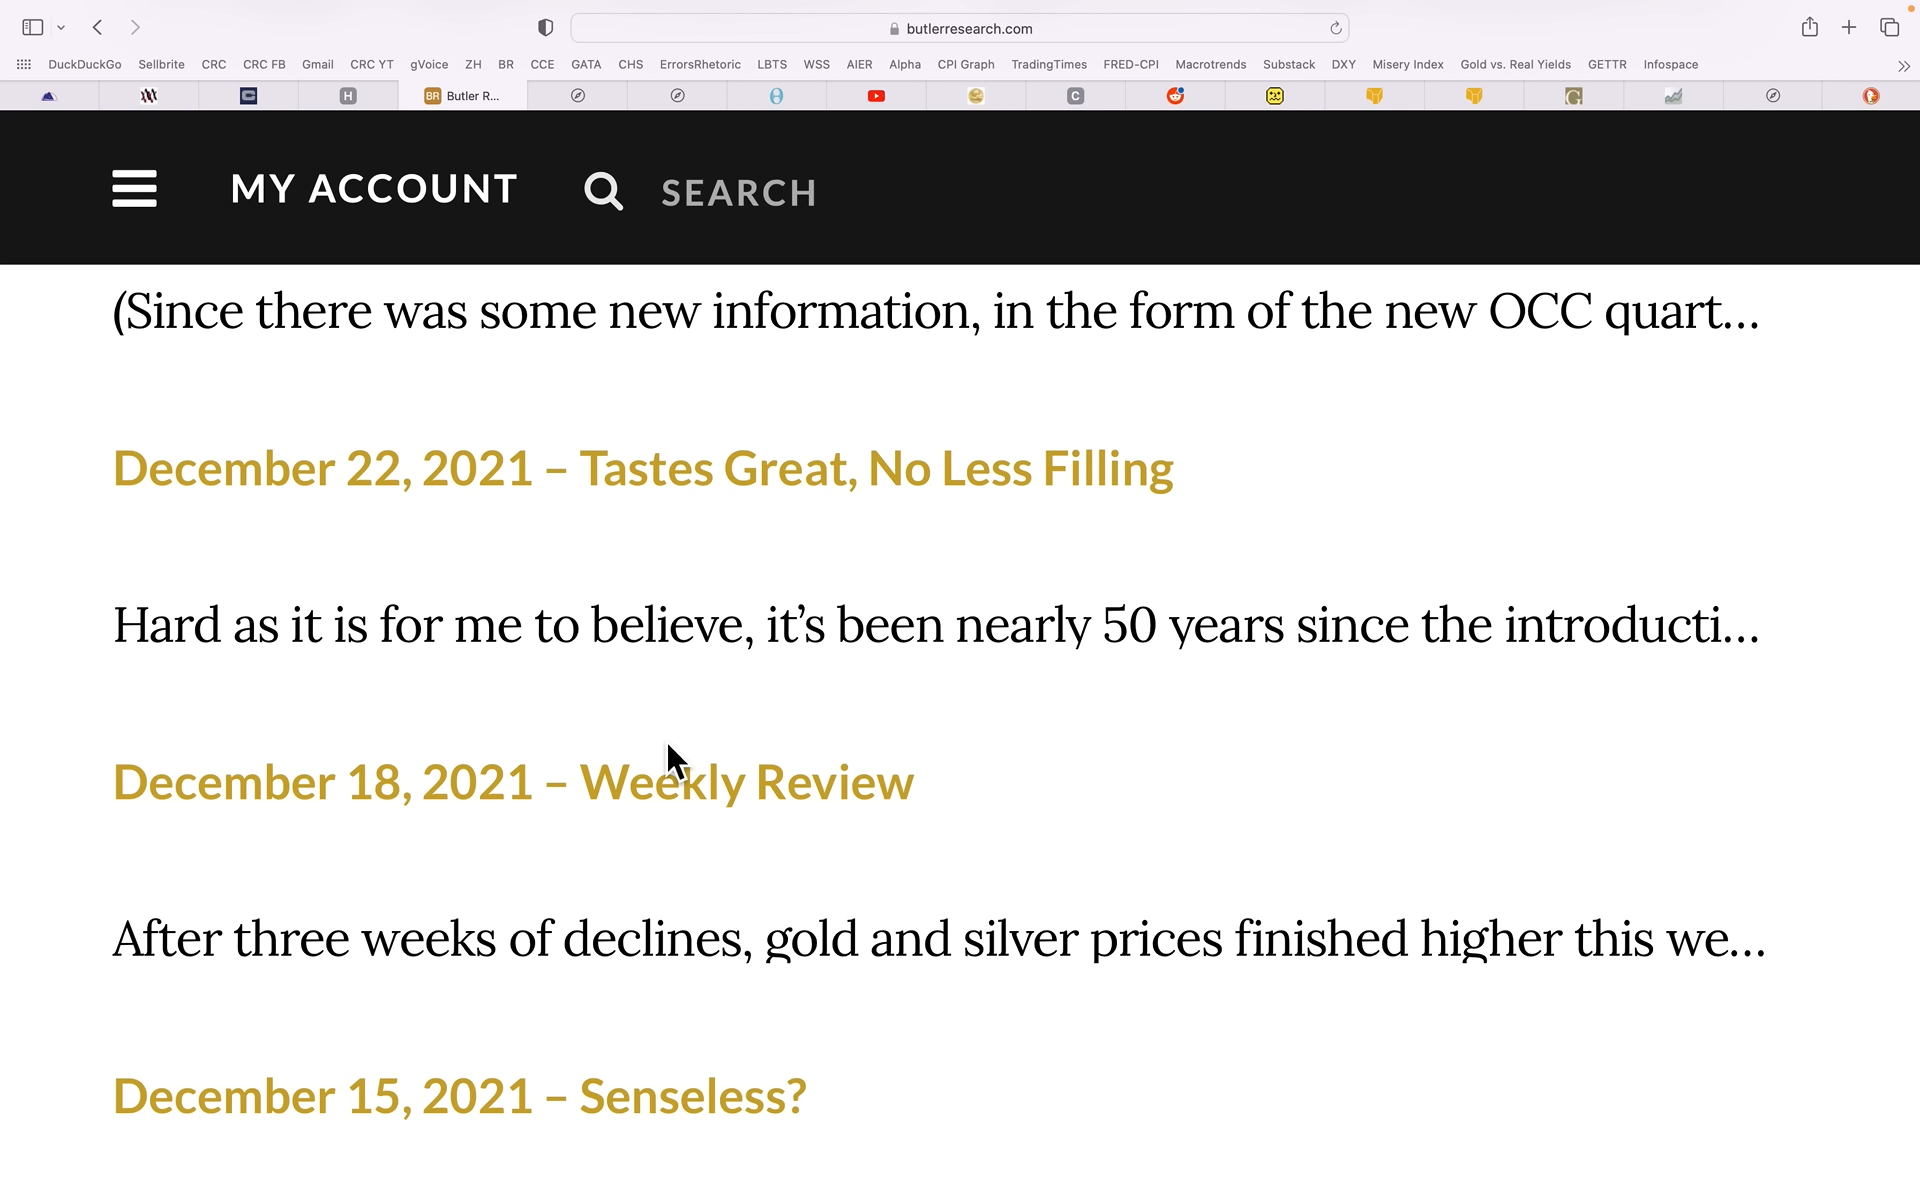 butlerresearch.com
DuckDuckGo Sellbrite CRC CRC FB Gmail CRC YT gVoice ZH BR CCE GATA CHS ErrorsRhetoric LBTS WSS AIER Alpha CPI Graph TradingTimes FRED-CPI Macrotrends Substack DXY Misery Index Gold vs. Real Yields GETTR Infospace
H BR Butler R... C G
MY ACCOUNT SEARCH
(Since there was some new information, in the form of the new OCC quart...
December 22, 2021 – Tastes Great, No Less Filling
Hard as it is for me to believe, it’s been nearly 50 years since the introducti...
December 18, 2021 – Weekly Review
After three weeks of declines, gold and silver prices finished higher this we...
December 15, 2021 – Senseless?